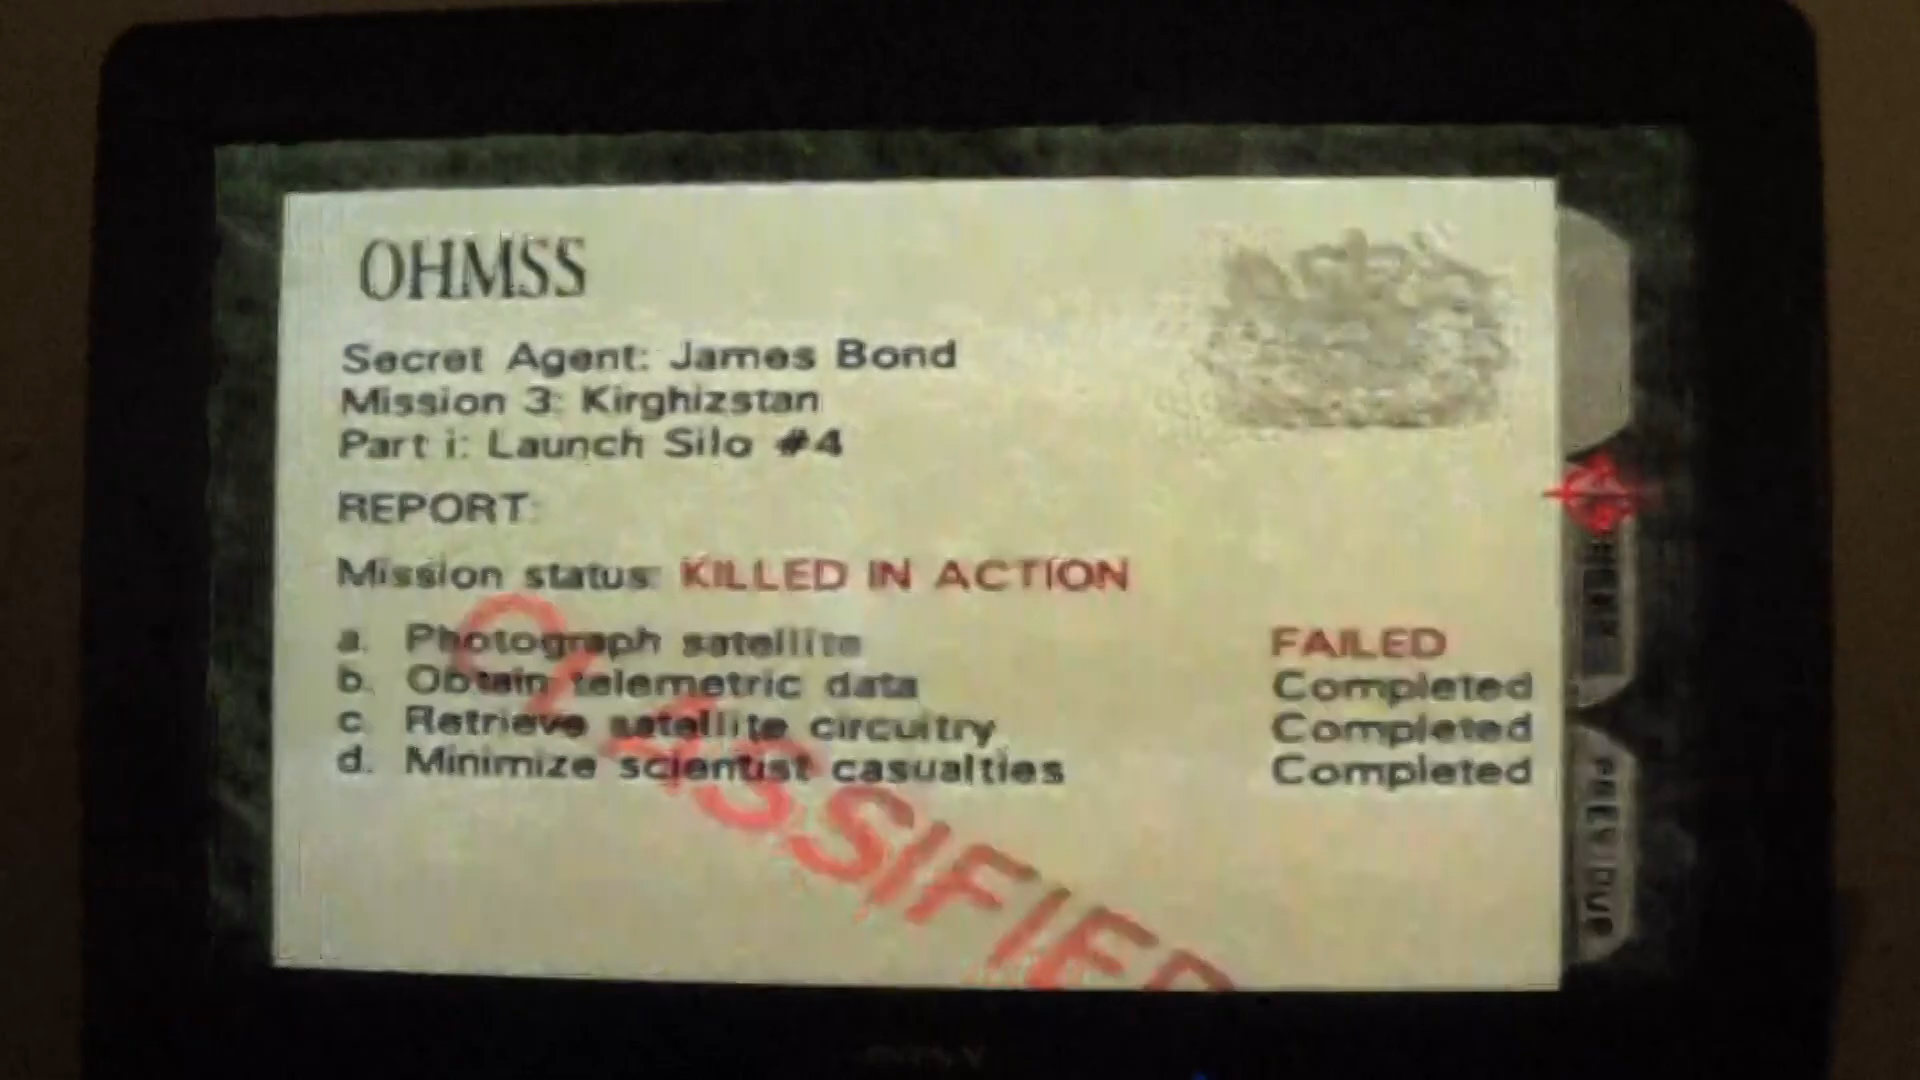 OHMSS
Secret Agent: James Bond
Mission 3: Kirghizstan
Part i: Launch Silo #4
REPORT:
Mission status: KILLED IN ACTION
a. Photograph satellite FAILED
b. Obtain telemetric data Completed
c. Retrieve satellite circuitry Completed
d. Minimize scientist casualties Completed
CLASSIFIED
PREVIOUS